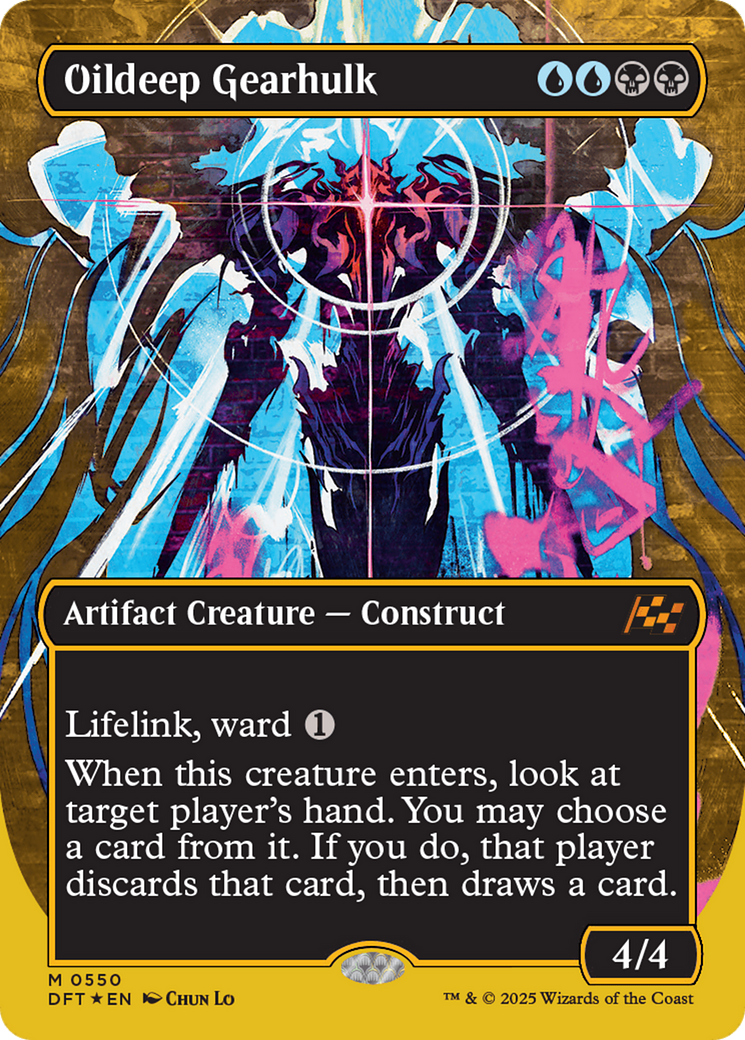 Oildeep Gearhulk
Artifact Creature — Construct
Lifelink, ward 1
When this creature enters, look at
target player's hand. You may choose
a card from it. If you do, that player
discards that card, then draws a card.
4/4
M 0550
DFT★EN Chun Lo
™ & © 2025 Wizards of the Coast